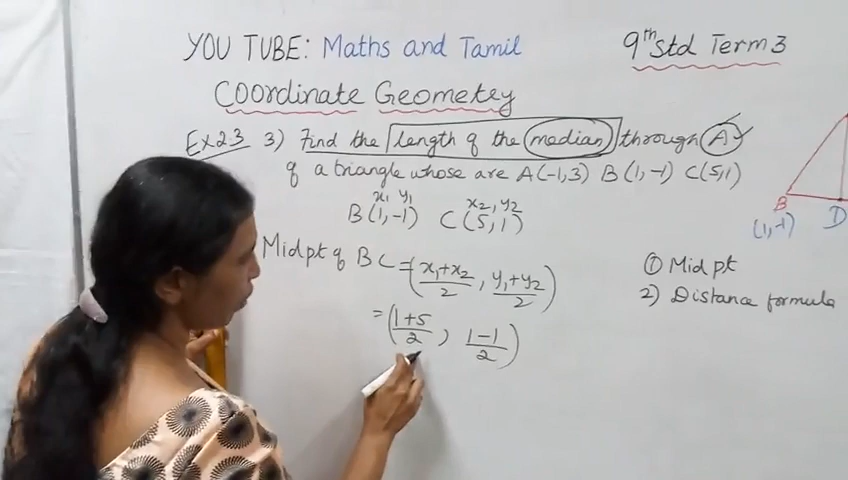 YOU TUBE: Maths and Tamil
9th Std Term 3
Coordinate Geometry
Ex 2.3 3) Find the length of the median through A
of a triangle whose are A(-1,3) B(1,-1) C(5,1)
x1 y1 x2, y2
B(1,-1) C(5,1)
Midpt of BC = (x1+x2/2, y1+y2/2)
= (1+5/2, 1-1/2)
B
D
(1,-1)
① Mid pt
2) Distance formula